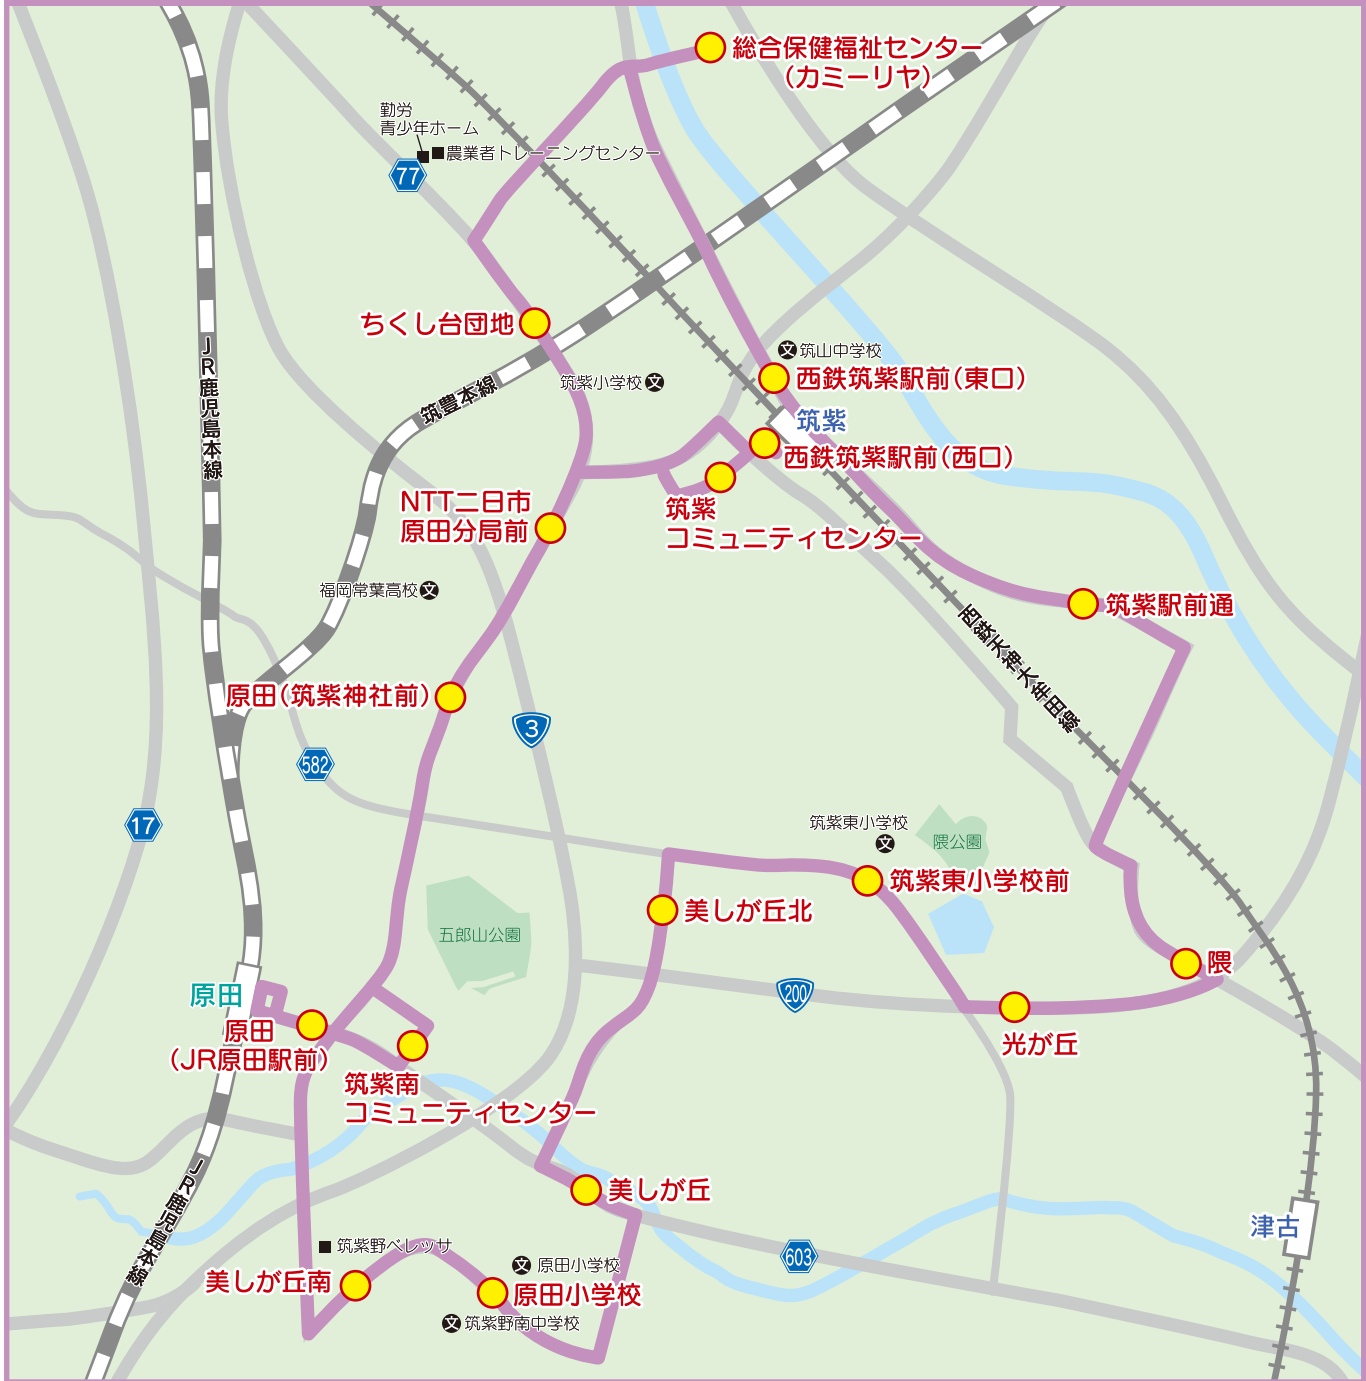 総合保健福祉センター
（カミーリヤ）
勤労
青少年ホーム
農業者トレーニングセンター
77
ちくし台団地
筑山中学校
JR鹿児島本線
筑豊本線
筑紫小学校
西鉄筑紫駅前（東口）
筑紫
西鉄筑紫駅前（西口）
NTT二日市
原田分局前
筑紫
コミュニティセンター
福岡常葉高校
筑紫駅前通
西鉄天神大牟田線
原田（筑紫神社前）
3
582
17
筑紫東小学校
隈公園
筑紫東小学校前
美しが丘北
五郎山公園
隈
原田
200
原田
（JR原田駅前）
光が丘
筑紫南
コミュニティセンター
JR鹿児島本線
美しが丘
津古
筑紫野ベレッサ
603
原田小学校
美しが丘南
原田小学校
筑紫野南中学校
文
文
文
文
文
文